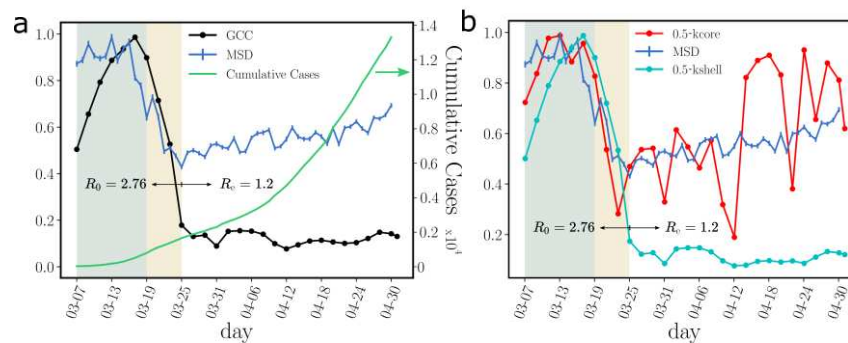 a
GCC
MSD
Cumulative Cases
1.0
0.8
0.6
0.4
0.2
0.0
1.4
1.2
1.0
0.8
0.6
0.4
0.2
0
Cumulative Cases
×10⁴
R₀ = 2.76
Rₑ = 1.2
03-07
03-13
03-19
03-25
03-31
04-06
04-12
04-18
04-24
04-30
day
b
0.5-kcore
MSD
0.5-kshell
1.0
0.8
0.6
0.4
0.2
R₀ = 2.76
Rₑ = 1.2
03-07
03-13
03-19
03-25
03-31
04-06
04-12
04-18
04-24
04-30
day